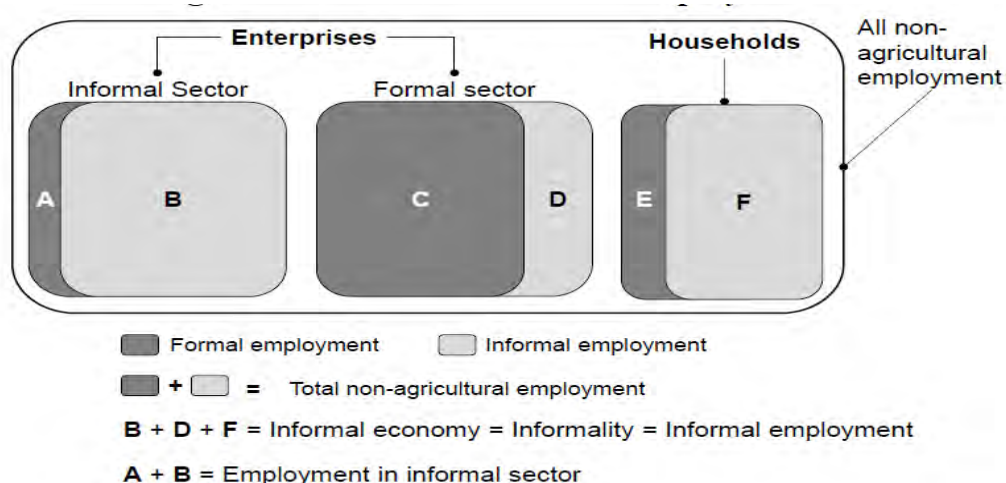 Enterprises
Households
All non-
agricultural
employment
Informal Sector
Formal sector
A
B
C
D
E
F
Formal employment
Informal employment
+ = Total non-agricultural employment
B + D + F = Informal economy = Informality = Informal employment
A + B = Employment in informal sector